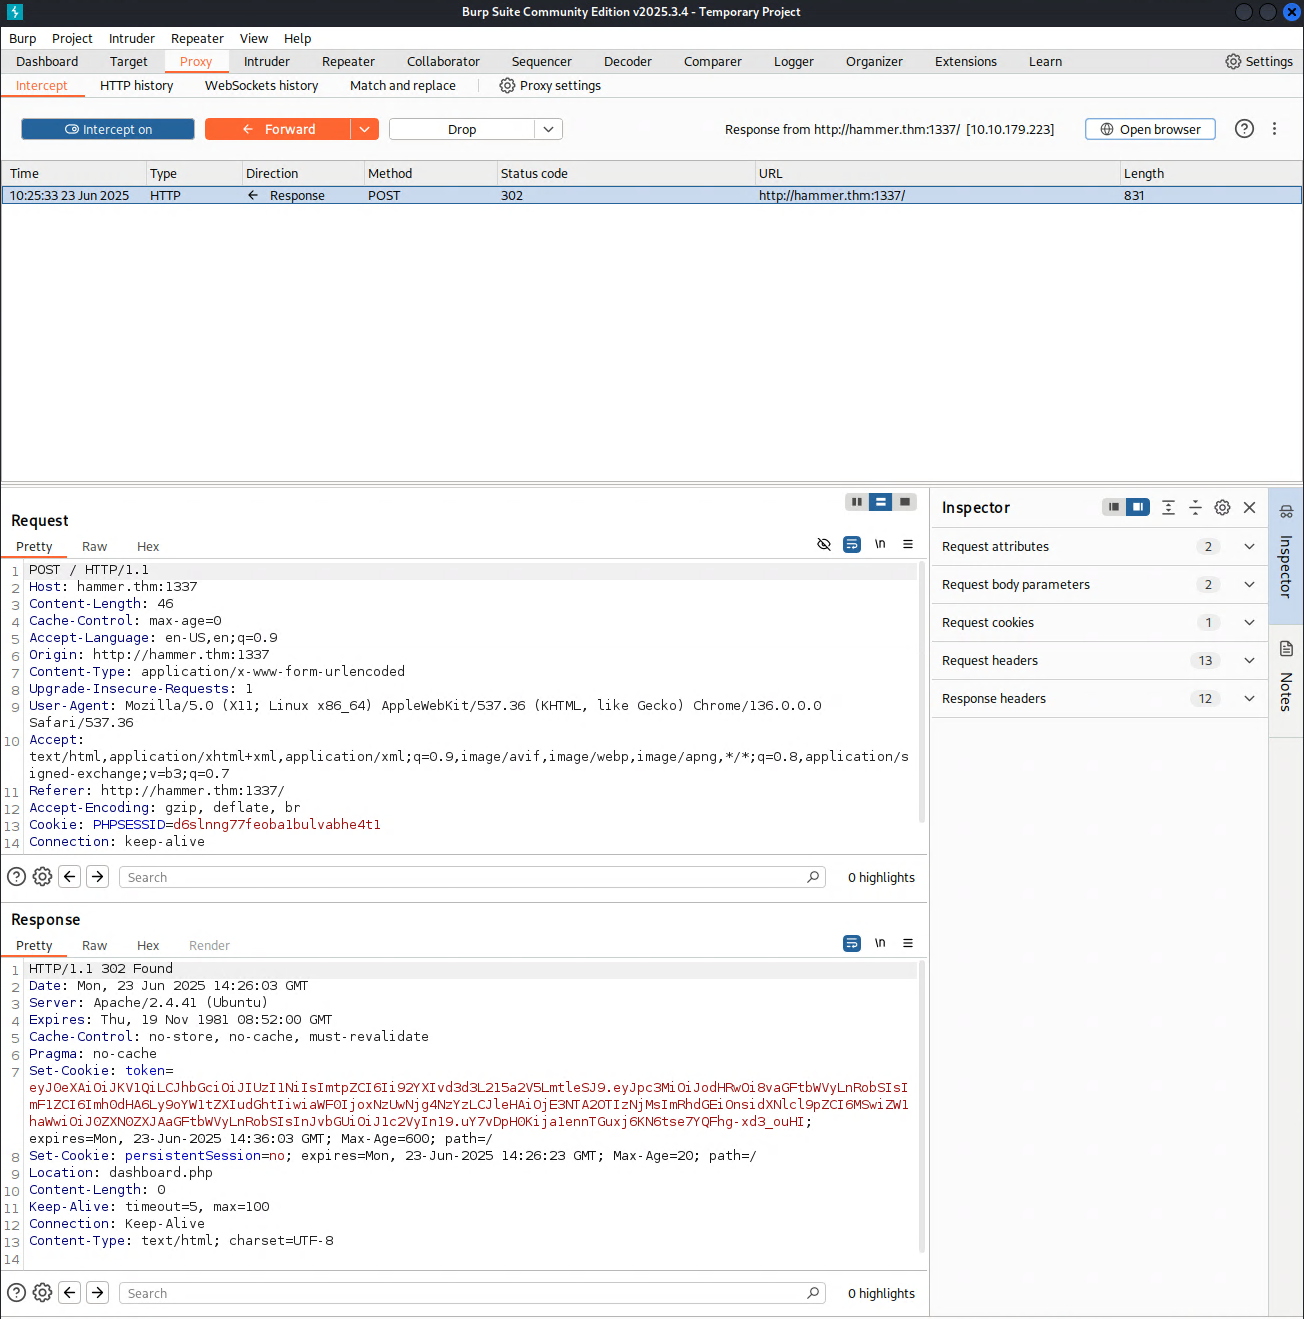 Burp Suite Community Edition v2025.3.4 - Temporary Project
Burp Project Intruder Repeater View Help
Dashboard Target Proxy Intruder Repeater Collaborator Sequencer Decoder Comparer Logger Organizer Extensions Learn Settings
Intercept HTTP history WebSockets history Match and replace Proxy settings
Intercept on Forward Drop Response from http://hammer.thm:1337/ [10.10.179.223] Open browser
Time Type Direction Method Status code URL Length
10:25:33 23 Jun 2025 HTTP Response POST 302 http://hammer.thm:1337/ 831
Request
Pretty Raw Hex \n
1 POST / HTTP/1.1
2 Host: hammer.thm:1337
3 Content-Length: 46
4 Cache-Control: max-age=0
5 Accept-Language: en-US,en;q=0.9
6 Origin: http://hammer.thm:1337
7 Content-Type: application/x-www-form-urlencoded
8 Upgrade-Insecure-Requests: 1
9 User-Agent: Mozilla/5.0 (X11; Linux x86_64) AppleWebKit/537.36 (KHTML, like Gecko) Chrome/136.0.0.0
Safari/537.36
10 Accept:
text/html,application/xhtml+xml,application/xml;q=0.9,image/avif,image/webp,image/apng,*/*;q=0.8,application/s
igned-exchange;v=b3;q=0.7
11 Referer: http://hammer.thm:1337/
12 Accept-Encoding: gzip, deflate, br
13 Cookie: PHPSESSID=d6slnng77feoba1bulvabhe4t1
14 Connection: keep-alive
Search 0 highlights
Response
Pretty Raw Hex Render \n
1 HTTP/1.1 302 Found
2 Date: Mon, 23 Jun 2025 14:26:03 GMT
3 Server: Apache/2.4.41 (Ubuntu)
4 Expires: Thu, 19 Nov 1981 08:52:00 GMT
5 Cache-Control: no-store, no-cache, must-revalidate
6 Pragma: no-cache
7 Set-Cookie: token=
eyJ0eXAiOiJKV1QiLCJhbGciOiJIUzI1NiIsImtpZCI6Ii92YXIvd3d3L215a2V5LmtleSJ9.eyJpc3MiOiJodHRwOi8vaGFtbWVyLnRobSIsI
mF1ZCI6Imh0dHA6Ly9oYW1tZXIudGhtIiwiaWF0IjoxNzUwNjg4NzYzLCJleHAiOjE3NTA2OTIzNjMsImRhdGEiOnsidXNlcl9pZCI6MSwiZW1
haWwiOiJ0ZXN0ZXJAaGFtbWVyLnRobSIsInJvbGUiOiJ1c2VyIn19.uY7vDpH0Kija1ennTGuxj6KN6tse7YQFhg-xd3_ouHI;
expires=Mon, 23-Jun-2025 14:36:03 GMT; Max-Age=600; path=/
8 Set-Cookie: persistentSession=no; expires=Mon, 23-Jun-2025 14:26:23 GMT; Max-Age=20; path=/
9 Location: dashboard.php
10 Content-Length: 0
11 Keep-Alive: timeout=5, max=100
12 Connection: Keep-Alive
13 Content-Type: text/html; charset=UTF-8
14
Search 0 highlights
Inspector
Request attributes 2
Request body parameters 2
Request cookies 1
Request headers 13
Response headers 12
Inspector
Notes